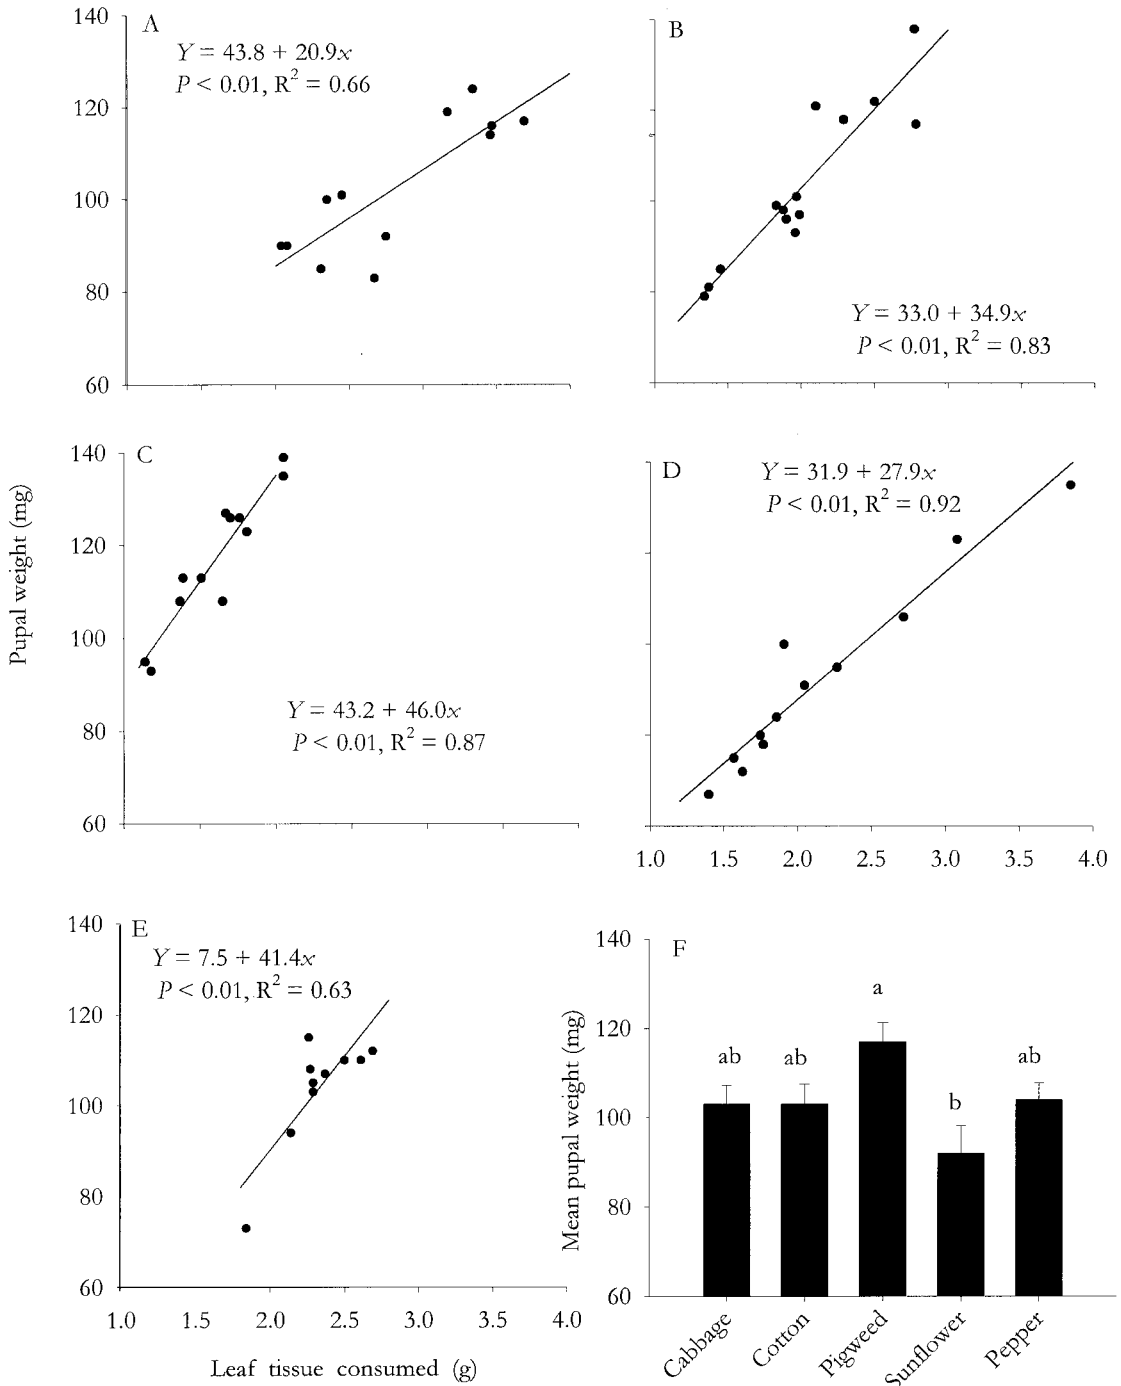 140
120
100
80
60
A
Y = 43.8 + 20.9x
P < 0.01, R² = 0.66
B
Y = 33.0 + 34.9x
P < 0.01, R² = 0.83
Pupal weight (mg)
140
120
100
80
60
C
Y = 43.2 + 46.0x
P < 0.01, R² = 0.87
D
Y = 31.9 + 27.9x
P < 0.01, R² = 0.92
1.0 1.5 2.0 2.5 3.0 3.5 4.0
140
120
100
80
60
E
Y = 7.5 + 41.4x
P < 0.01, R² = 0.63
1.0 2.0 2.5 3.0 3.5 4.0
Leaf tissue consumed (g)
Mean pupal weight (mg)
140
120
100
80
60
F
ab ab a b ab
Cabbage
Cotton
Pigweed
Sunflower
Pepper